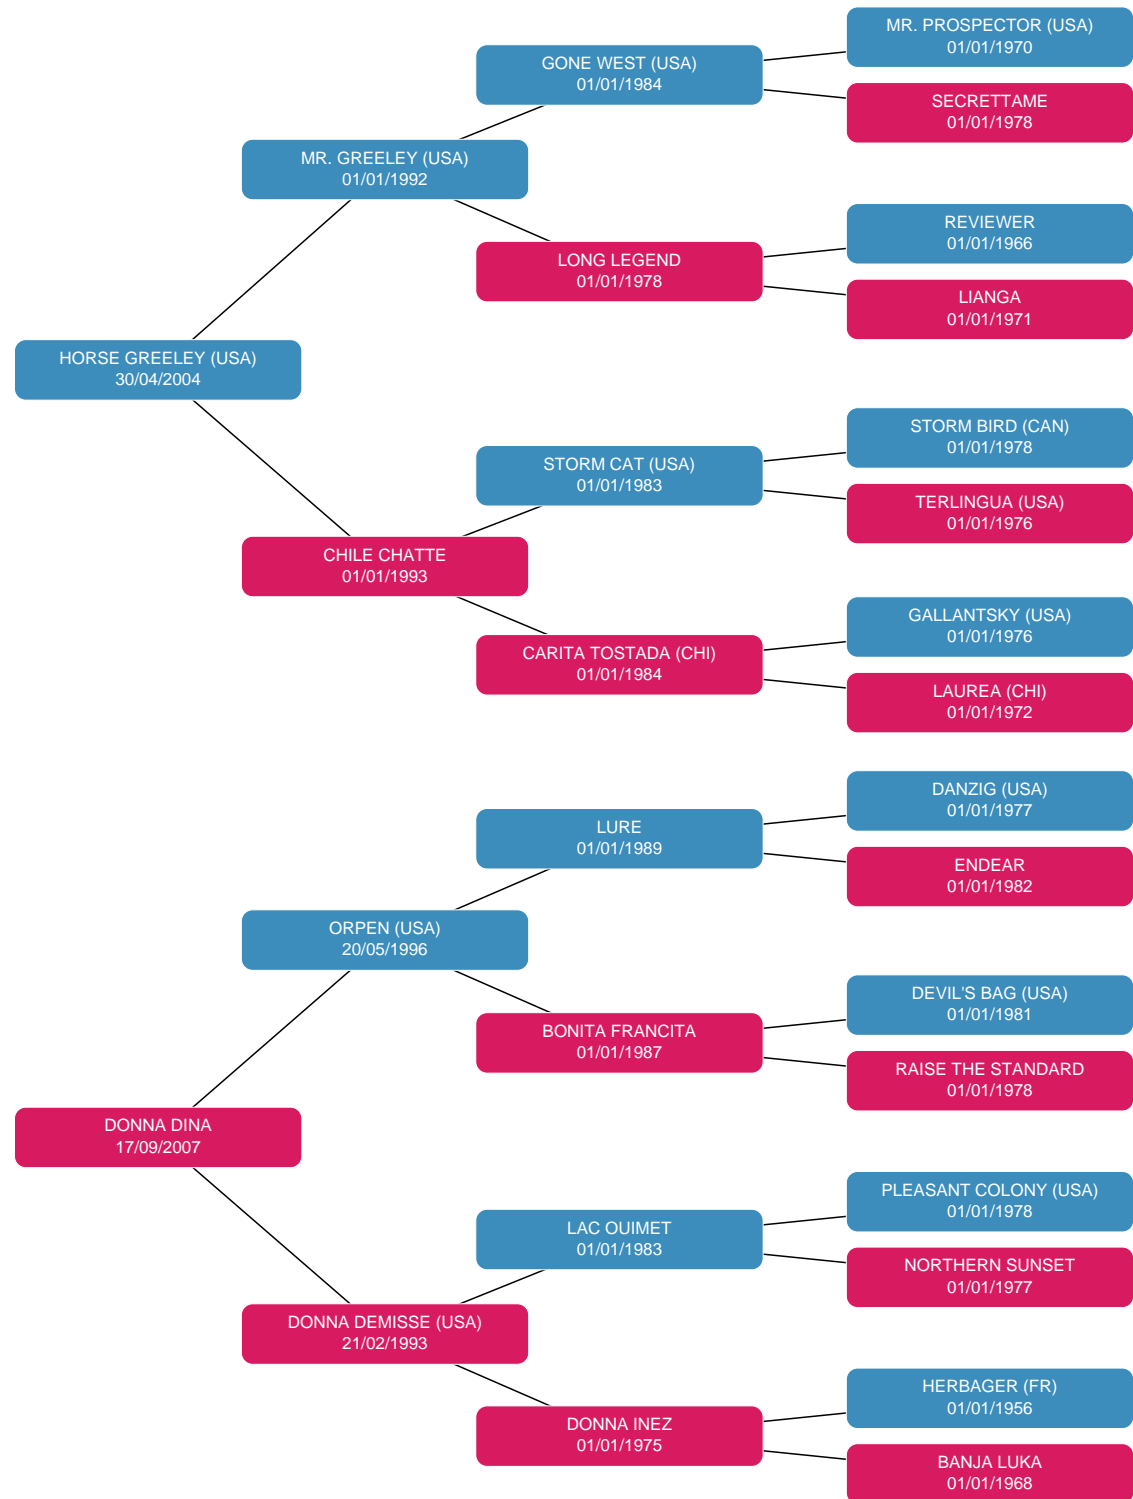 MR. PROSPECTOR (USA)
01/01/1970
GONE WEST (USA)
01/01/1984
SECRETTAME
01/01/1978
MR. GREELEY (USA)
01/01/1992
REVIEWER
01/01/1966
LONG LEGEND
01/01/1978
LIANGA
01/01/1971
HORSE GREELEY (USA)
30/04/2004
STORM BIRD (CAN)
01/01/1978
STORM CAT (USA)
01/01/1983
TERLINGUA (USA)
01/01/1976
CHILE CHATTE
01/01/1993
GALLANTSKY (USA)
01/01/1976
CARITA TOSTADA (CHI)
01/01/1984
LAUREA (CHI)
01/01/1972
DANZIG (USA)
01/01/1977
LURE
01/01/1989
ENDEAR
01/01/1982
ORPEN (USA)
20/05/1996
DEVIL'S BAG (USA)
01/01/1981
BONITA FRANCITA
01/01/1987
RAISE THE STANDARD
01/01/1978
DONNA DINA
17/09/2007
PLEASANT COLONY (USA)
01/01/1978
LAC OUIMET
01/01/1983
NORTHERN SUNSET
01/01/1977
DONNA DEMISSE (USA)
21/02/1993
HERBAGER (FR)
01/01/1956
DONNA INEZ
01/01/1975
BANJA LUKA
01/01/1968